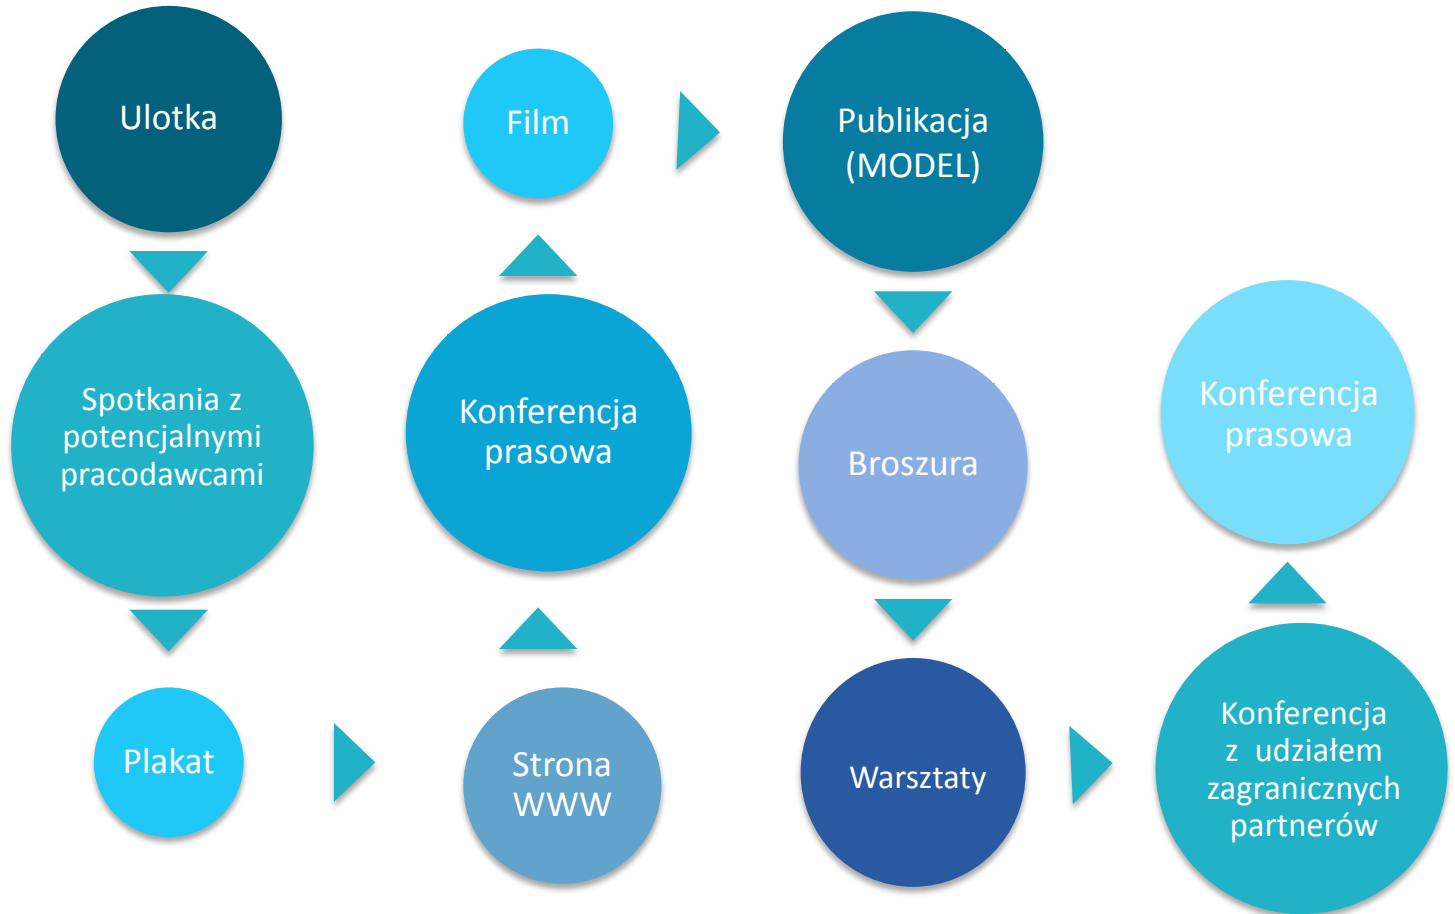 Ulotka
Spotkania z
potencjalnymi
pracodawcami
Plakat
Strona
WWW
Konferencja
prasowa
Film
Publikacja
(MODEL)
Broszura
Warsztaty
Konferencja
z udziałem
zagranicznych
partnerów
Konferencja
prasowa